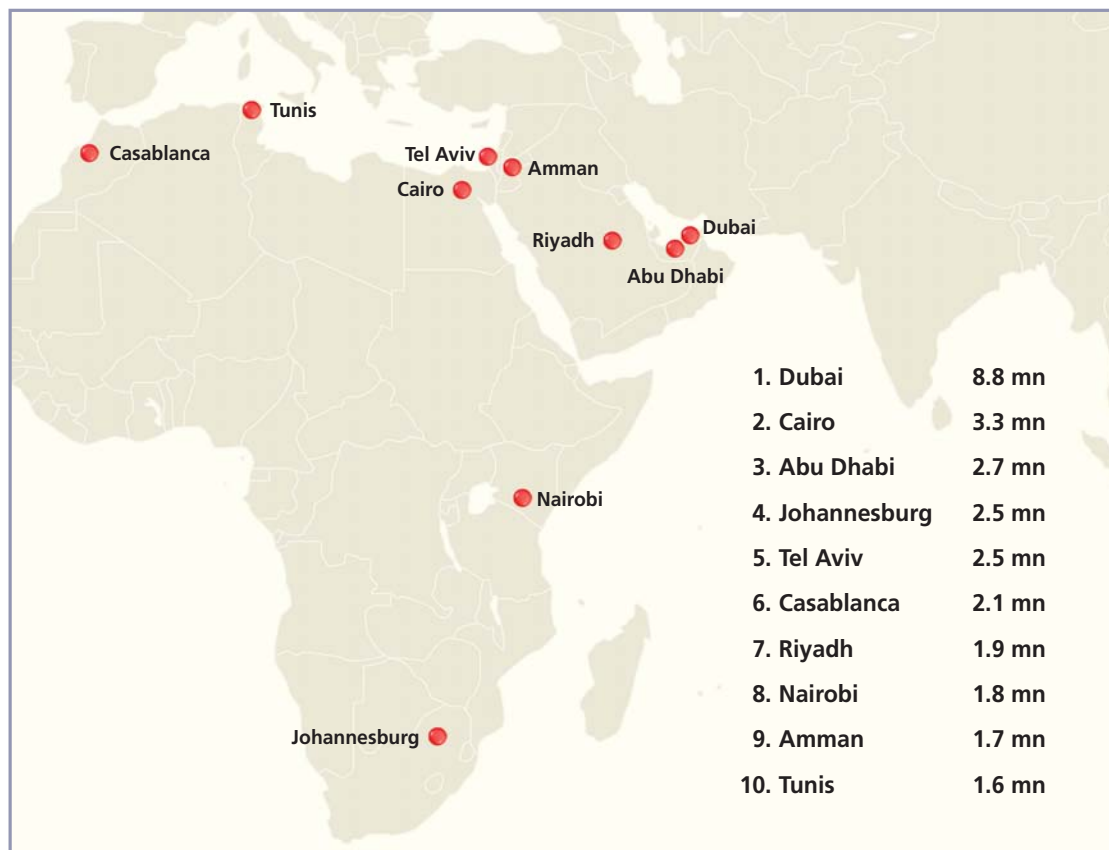 Tunis
Casablanca
Tel Aviv
Amman
Cairo
Dubai
Riyadh
Abu Dhabi
Nairobi
Johannesburg
1. Dubai 8.8 mn
2. Cairo 3.3 mn
3. Abu Dhabi 2.7 mn
4. Johannesburg 2.5 mn
5. Tel Aviv 2.5 mn
6. Casablanca 2.1 mn
7. Riyadh 1.9 mn
8. Nairobi 1.8 mn
9. Amman 1.7 mn
10. Tunis 1.6 mn